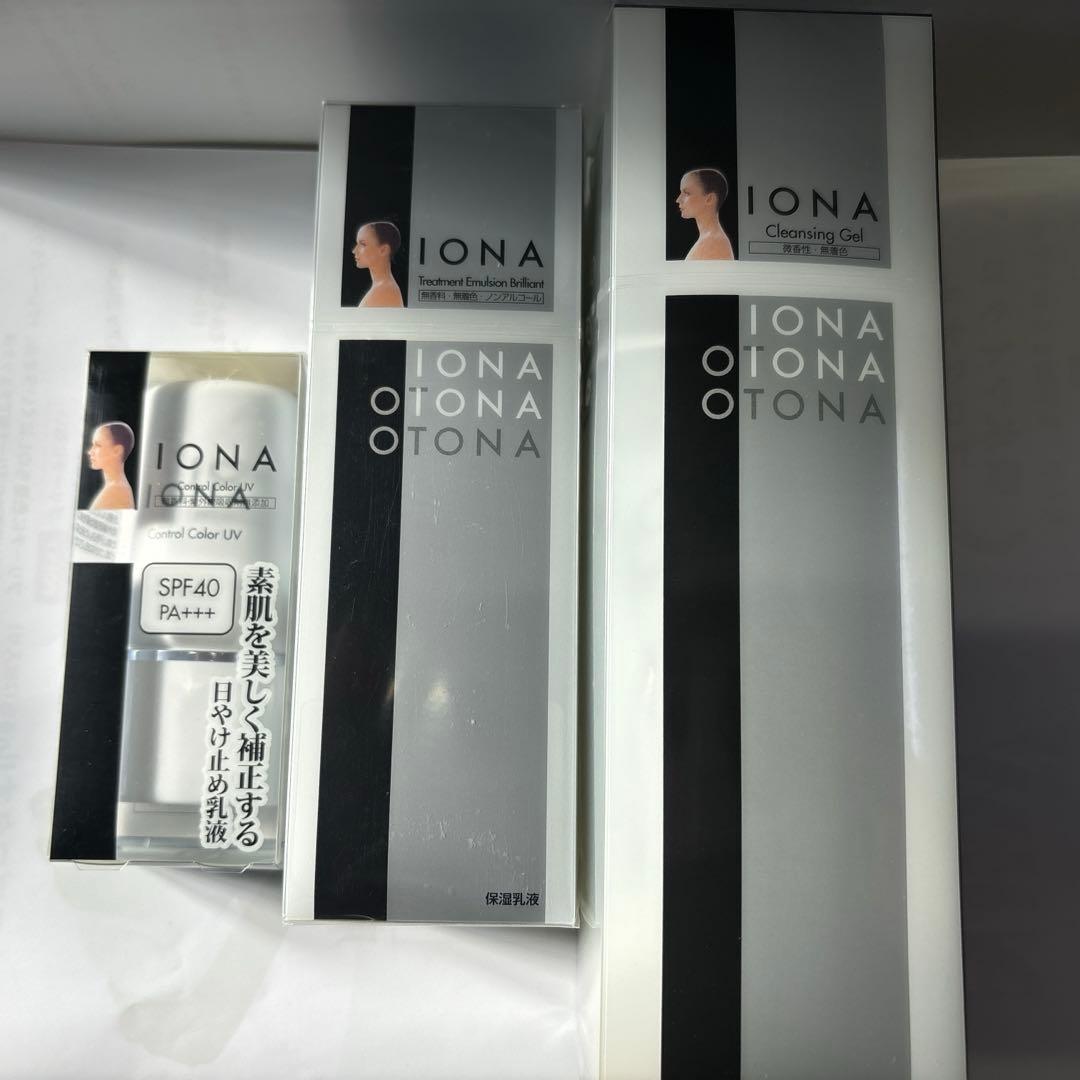 IONA
Control Color UV
IONA
Control Color UV
SPF40
PA+++
素肌を美しく補正する
日やけ止め乳液
IONA
Treatment Emulsion Brilliant
無香料・無着色・ノンアルコール
IONA
OTONA
OTONA
保湿乳液
IONA
Cleansing Gel
微香性・無着色
IONA
OTONA
OTONA